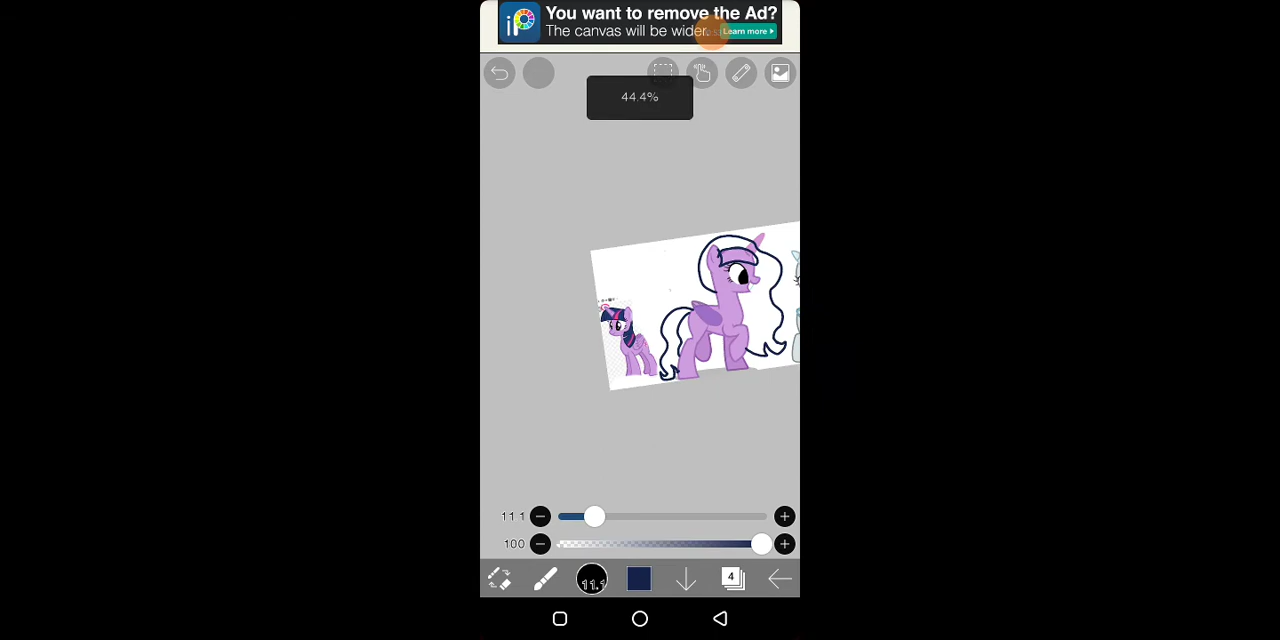 iP
You want to remove the Ad?
The canvas will be wider.
Learn more
44.4%
11.1
100
11.1
4